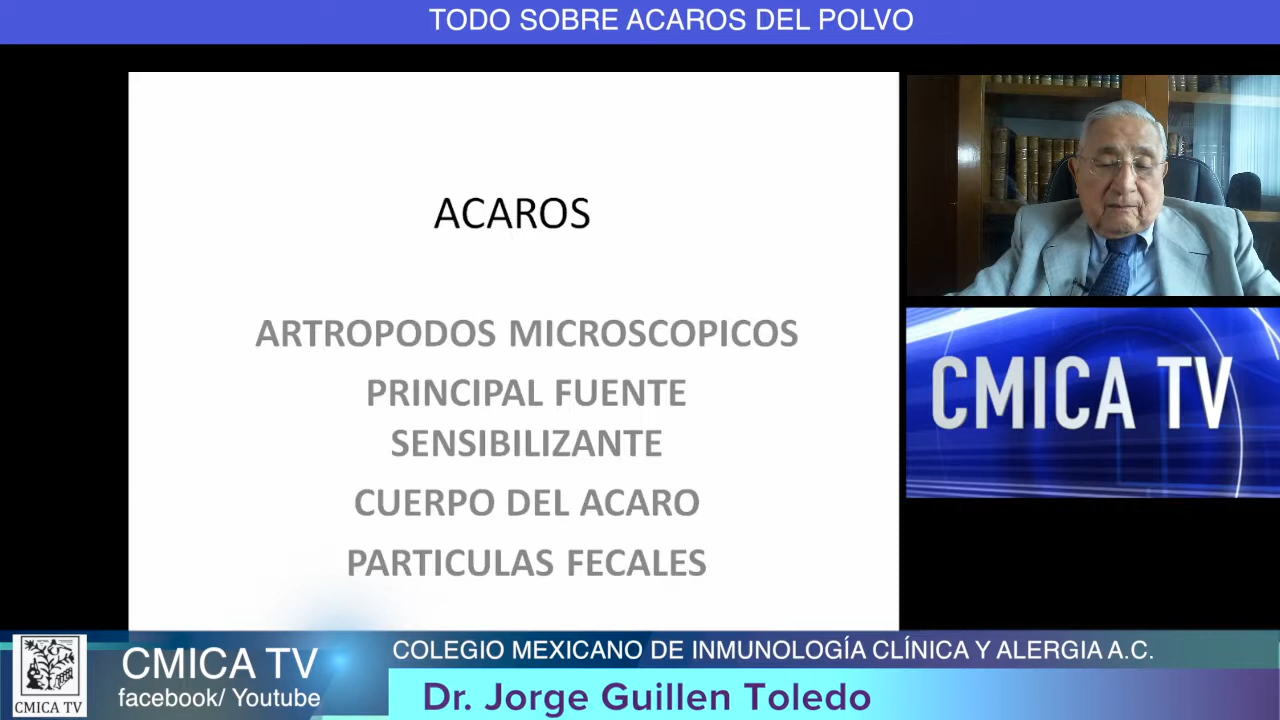 TODO SOBRE ACAROS DEL POLVO
ACAROS
ARTROPODOS MICROSCOPICOS
PRINCIPAL FUENTE
SENSIBILIZANTE
CUERPO DEL ACARO
PARTICULAS FECALES
CMICA TV
CMICA TV
CMICA TV
facebook/ Youtube
COLEGIO MEXICANO DE INMUNOLOGÍA CLÍNICA Y ALERGIA A.C.
Dr. Jorge Guillen Toledo